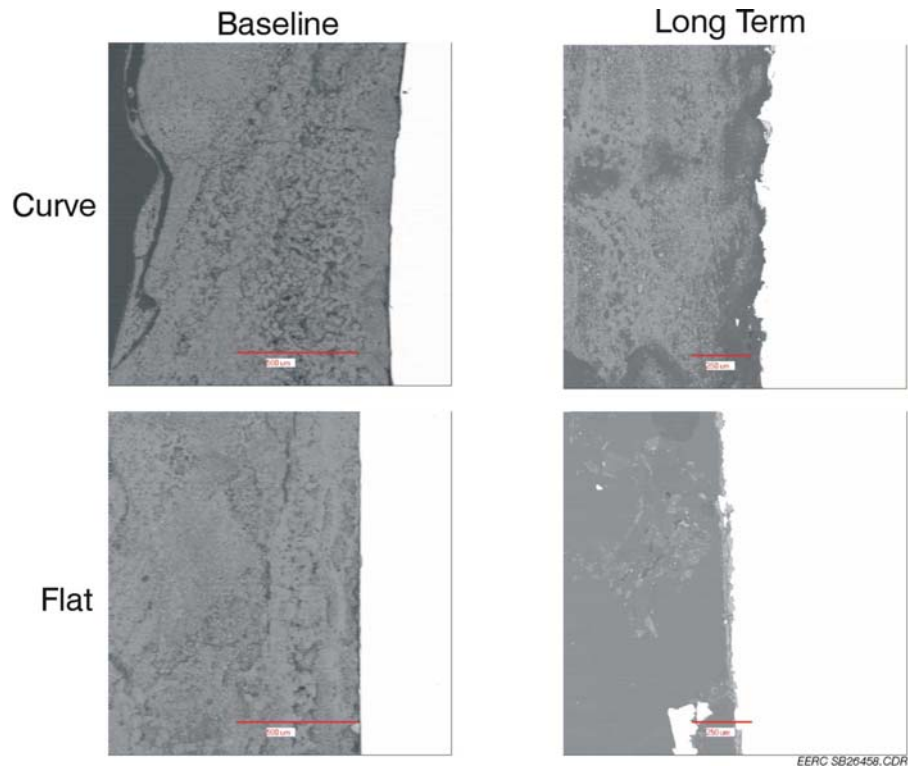 Baseline
Long Term
Curve
500 um
250 um
Flat
500 um
250 um
EERC SB26458.CDR